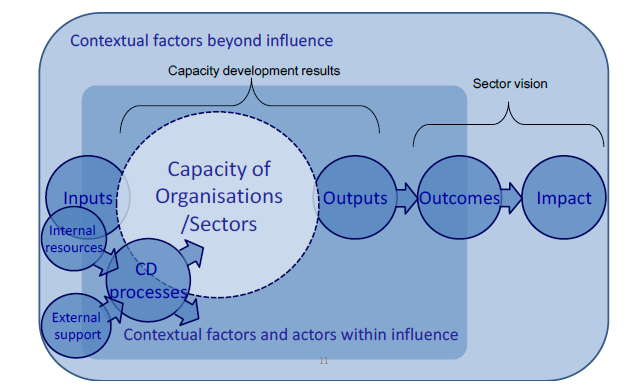 Contextual factors beyond influence
Capacity development results
Sector vision
Capacity of
Organisations
/Sectors
Inputs
Outputs
Outcomes
Impact
Internal
resources
CD
processes
External
support
Contextual factors and actors within influence
11